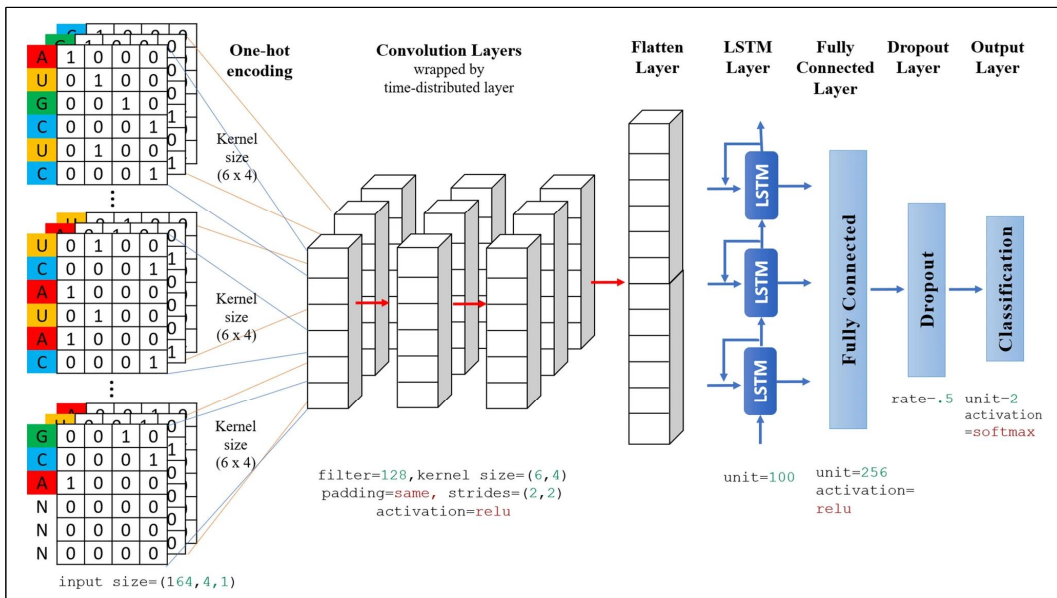 One-hot
encoding
Convolution Layers
wrapped by
time-distributed layer
Flatten
Layer
LSTM
Layer
Fully
Connected
Layer
Dropout
Layer
Output
Layer
A 1 0 0 0
U 0 1 0 0
G 0 0 1 0
C 0 0 0 1
U 0 1 0 0
C 0 0 0 1
Kernel
size
(6 x 4)
...
U 0 1 0 0
C 0 0 0 1
A 1 0 0 0
U 0 1 0 0
A 1 0 0 0
C 0 0 0 1
Kernel
size
(6 x 4)
...
G 0 0 1 0
C 0 0 0 1
A 1 0 0 0
N 0 0 0 0
N 0 0 0 0
N 0 0 0 0
Kernel
size
(6 x 4)
input size=(164,4,1)
filter=128,kernel size=(6,4)
padding=same, strides=(2,2)
activation=relu
LSTM
LSTM
LSTM
unit=100
Fully Connected
unit=256
activation=
relu
Dropout
rate-.5
Classification
unit-2
activation
=softmax